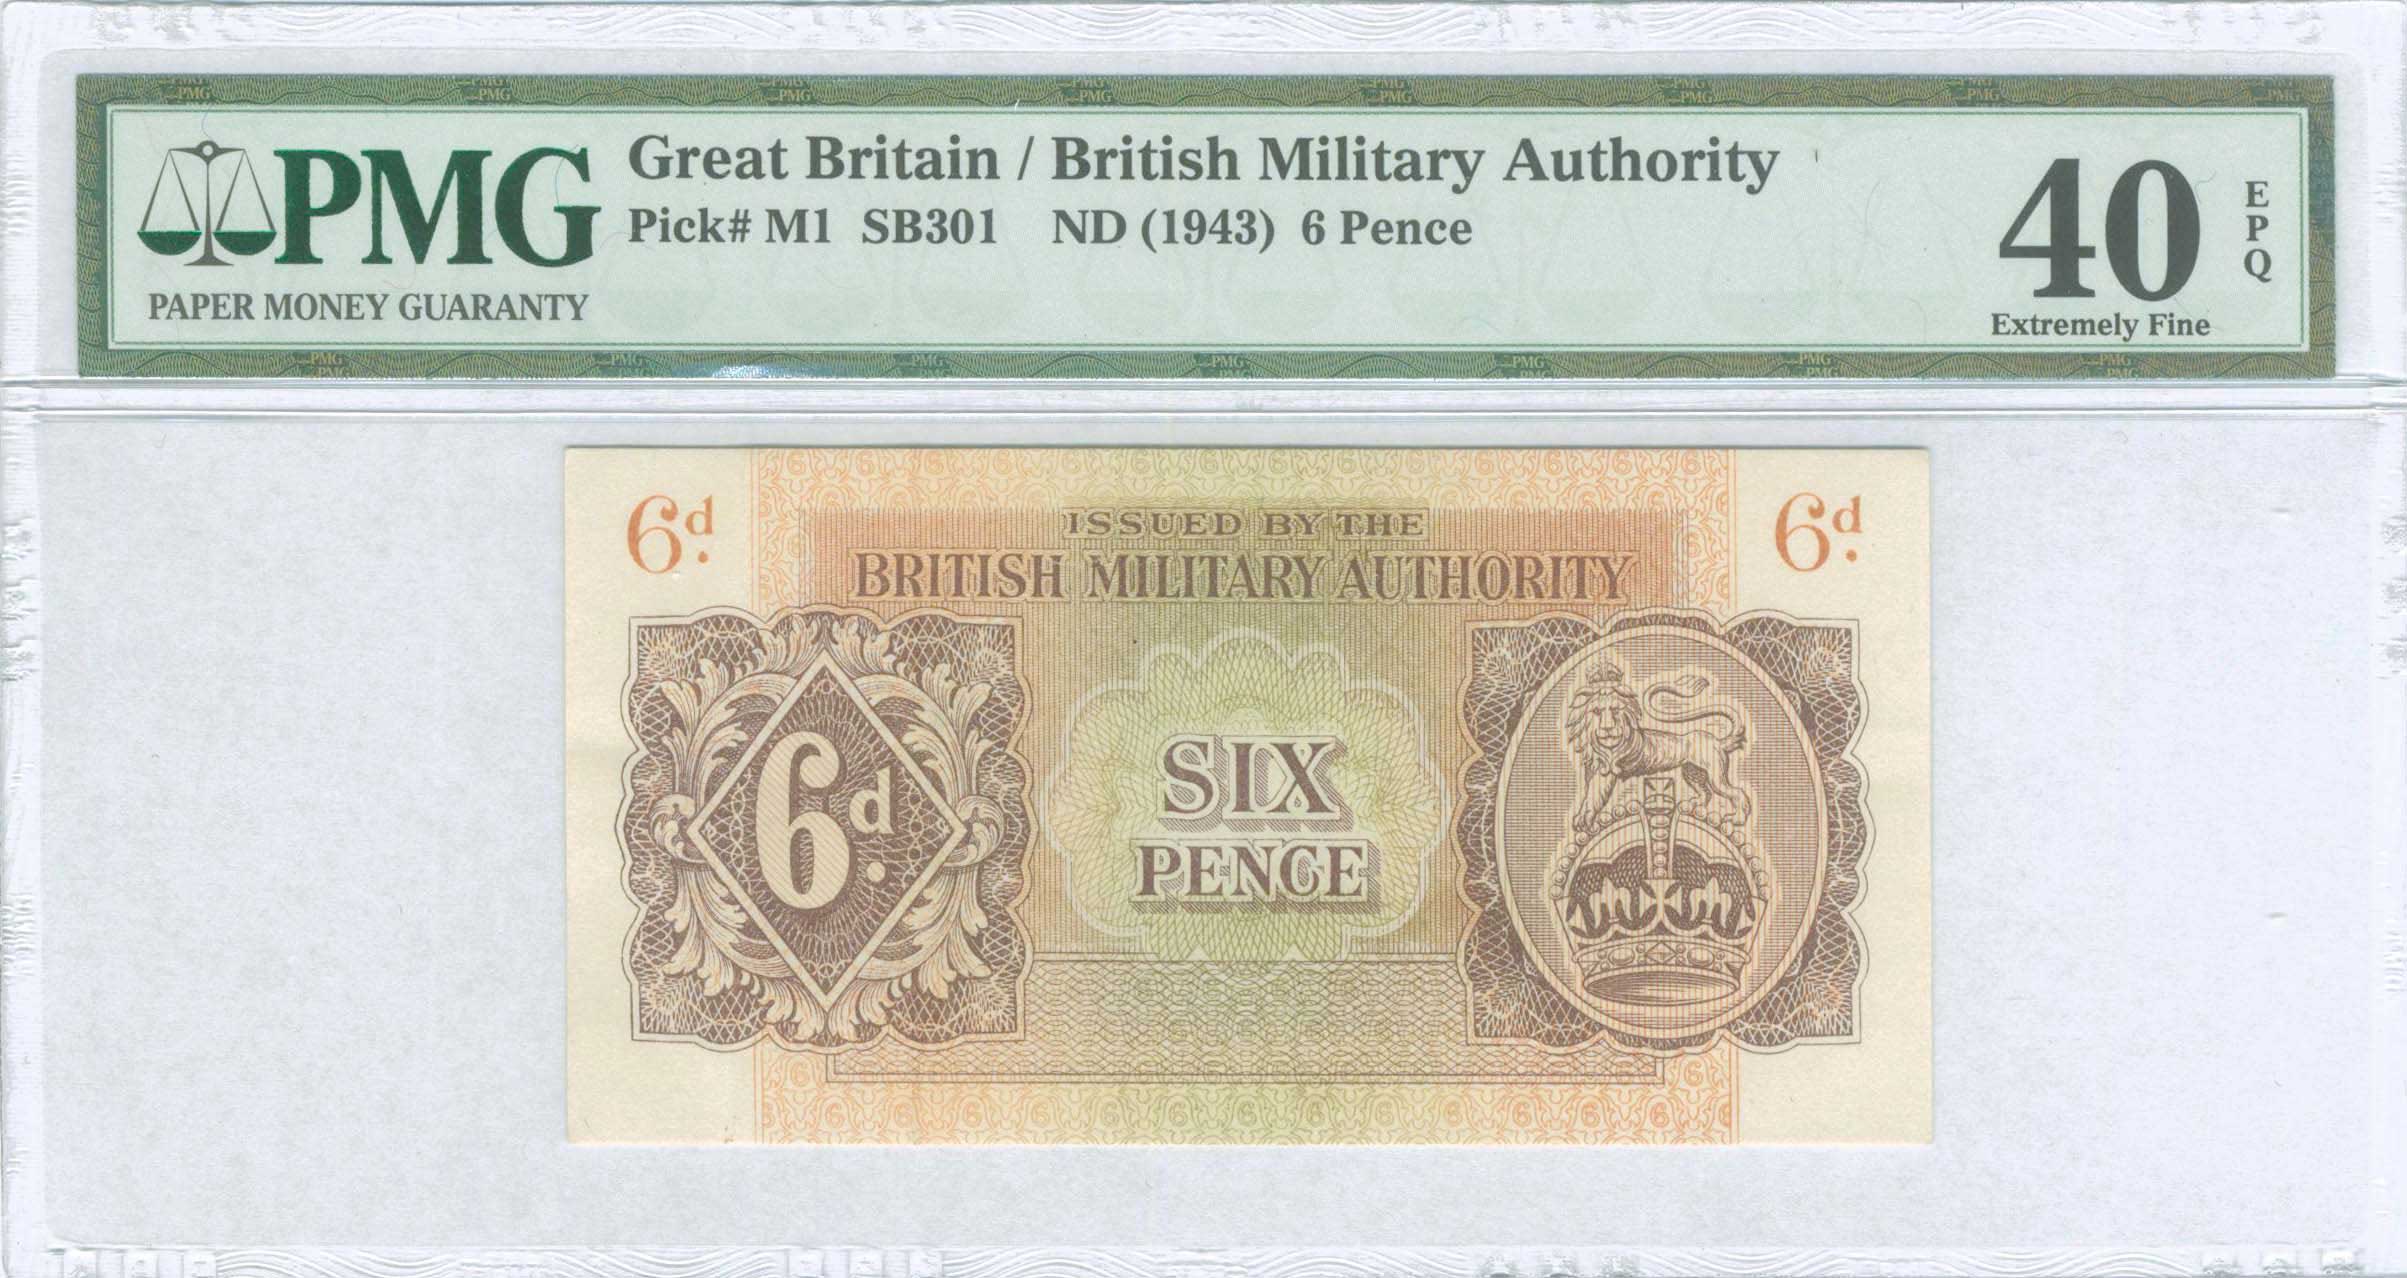 PMG
PAPER MONEY GUARANTY
Great Britain / British Military Authority
Pick# M1 SB301 ND (1943) 6 Pence
40
EPQ
Extremely Fine
6d.
6d.
ISSUED BY THE
BRITISH MILITARY AUTHORITY
6d.
SIX
PENCE